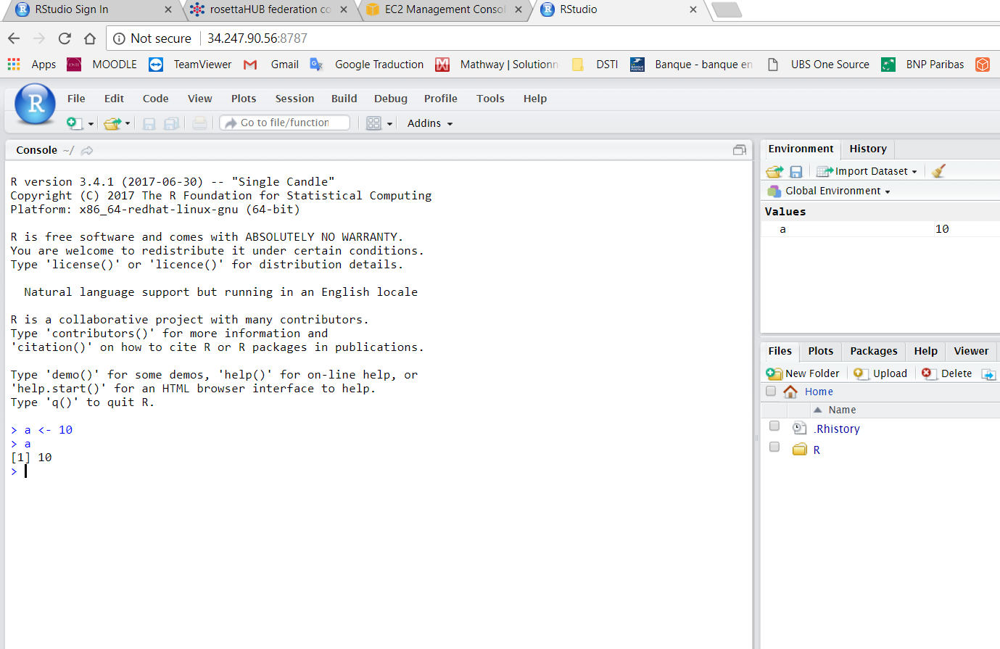 RStudio Sign In
rosettaHUB federation co
EC2 Management Consol
RStudio
Not secure
34.247.90.56:8787
Apps
MOODLE
TeamViewer
Gmail
Google Traduction
Mathway | Solutionn
DSTI
Banque - banque en
UBS One Source
BNP Paribas
File Edit Code View Plots Session Build Debug Profile Tools Help
Go to file/function
Addins
Console ~/
R version 3.4.1 (2017-06-30) -- "Single Candle"
Copyright (C) 2017 The R Foundation for Statistical Computing
Platform: x86_64-redhat-linux-gnu (64-bit)
R is free software and comes with ABSOLUTELY NO WARRANTY.
You are welcome to redistribute it under certain conditions.
Type 'license()' or 'licence()' for distribution details.
Natural language support but running in an English locale
R is a collaborative project with many contributors.
Type 'contributors()' for more information and
'citation()' on how to cite R or R packages in publications.
Type 'demo()' for some demos, 'help()' for on-line help, or
'help.start()' for an HTML browser interface to help.
Type 'q()' to quit R.
> a <- 10
> a
[1] 10
>
Environment History
Import Dataset
Global Environment
Values
a 10
Files Plots Packages Help Viewer
New Folder Upload Delete
Home
Name
.Rhistory
R